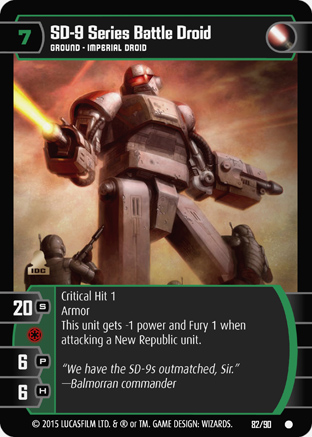 7
SD-9 Series Battle Droid
GROUND - IMPERIAL DROID
IDC
20 S
Critical Hit 1
Armor
This unit gets -1 power and Fury 1 when
attacking a New Republic unit.
6 P
“We have the SD-9s outmatched, Sir.”
—Balmorran commander
6 H
© 2015 LUCASFILM LTD. & ® or TM. GAME DESIGN: WIZARDS.
82/90